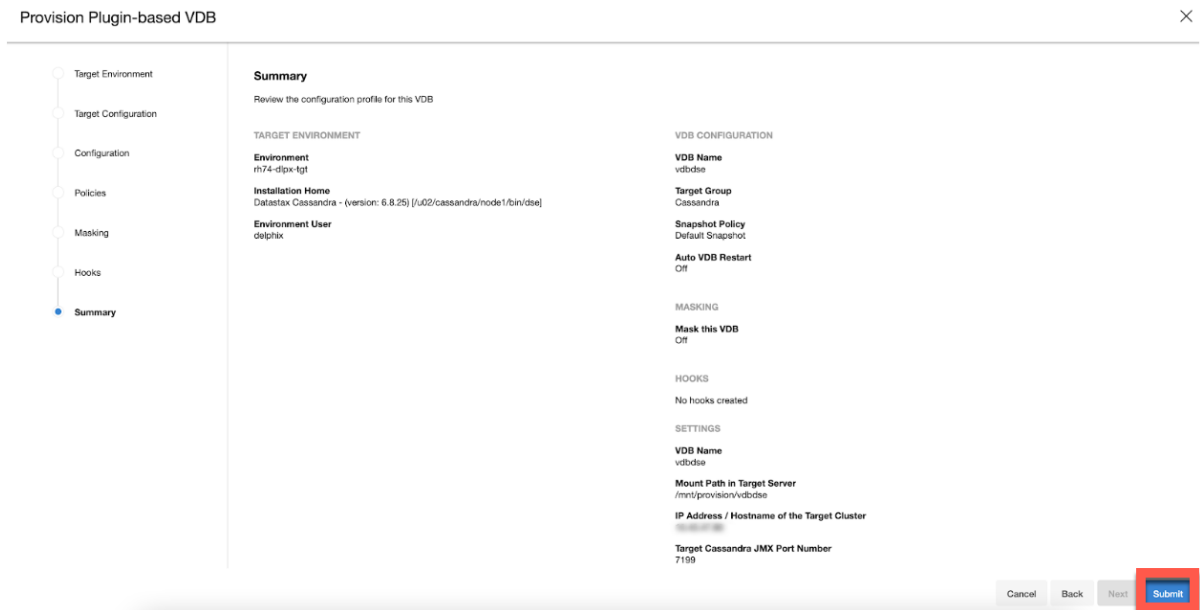 Provision Plugin-based VDB
Target Environment
Target Configuration
Configuration
Policies
Masking
Hooks
Summary
Summary
Review the configuration profile for this VDB
TARGET ENVIRONMENT
Environment
rh74-dlpx-tgt
Installation Home
Datastax Cassandra - (version: 6.8.25) [/u02/cassandra/node1/bin/dse]
Environment User
delphix
VDB CONFIGURATION
VDB Name
vdbdse
Target Group
Cassandra
Snapshot Policy
Default Snapshot
Auto VDB Restart
Off
MASKING
Mask this VDB
Off
HOOKS
No hooks created
SETTINGS
VDB Name
vdbdse
Mount Path in Target Server
/mnt/provision/vdbdse
IP Address / Hostname of the Target Cluster
Target Cassandra JMX Port Number
7199
Cancel
Back
Next
Submit